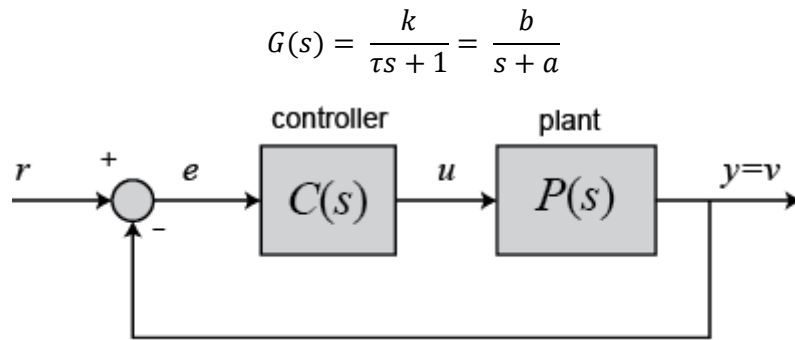 G(s) = k / (τs + 1) = b / (s + a)
controller plant
r + e C(s) u P(s) y=v
−